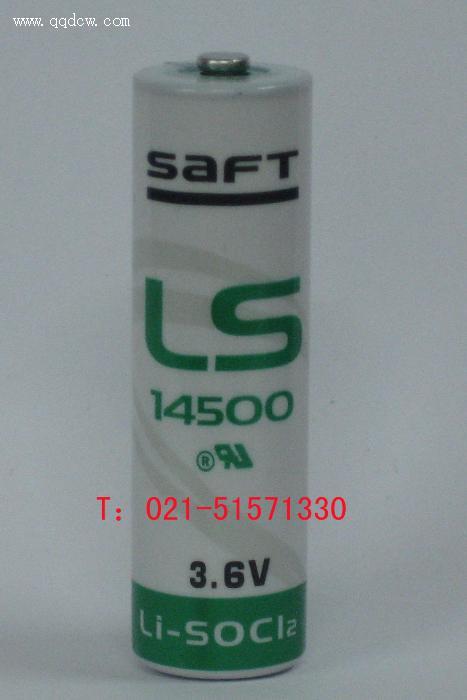 www.qqdcw.com
SAFT
LS
14500
®
T: 021-51571330
3.6V
Li-SOCl₂